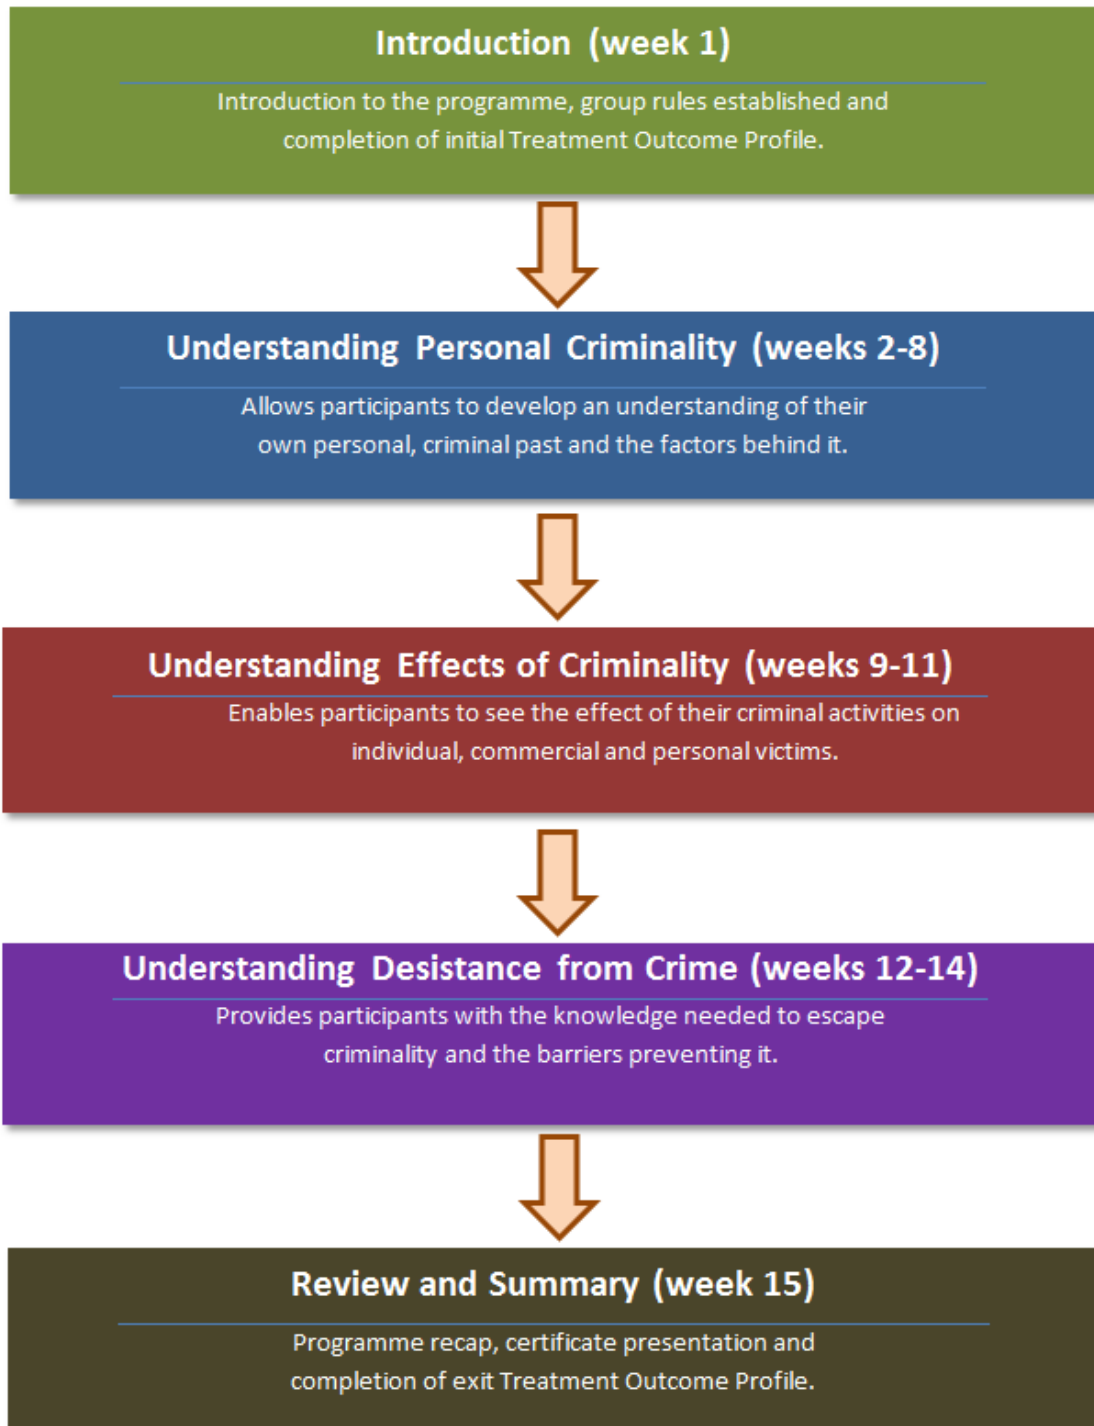 Introduction (week 1)
Introduction to the programme, group rules established and
completion of initial Treatment Outcome Profile.
Understanding Personal Criminality (weeks 2-8)
Allows participants to develop an understanding of their
own personal, criminal past and the factors behind it.
Understanding Effects of Criminality (weeks 9-11)
Enables participants to see the effect of their criminal activities on
individual, commercial and personal victims.
Understanding Desistance from Crime (weeks 12-14)
Provides participants with the knowledge needed to escape
criminality and the barriers preventing it.
Review and Summary (week 15)
Programme recap, certificate presentation and
completion of exit Treatment Outcome Profile.